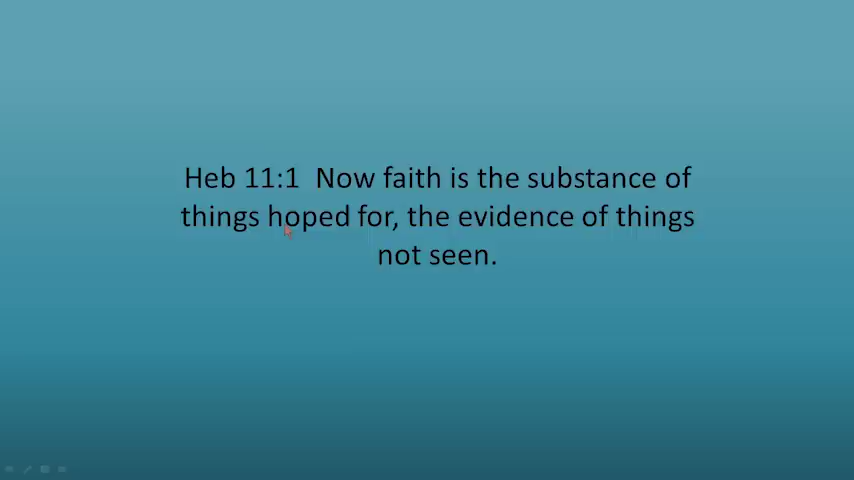 Heb 11:1  Now faith is the substance of
things hoped for, the evidence of things
not seen.